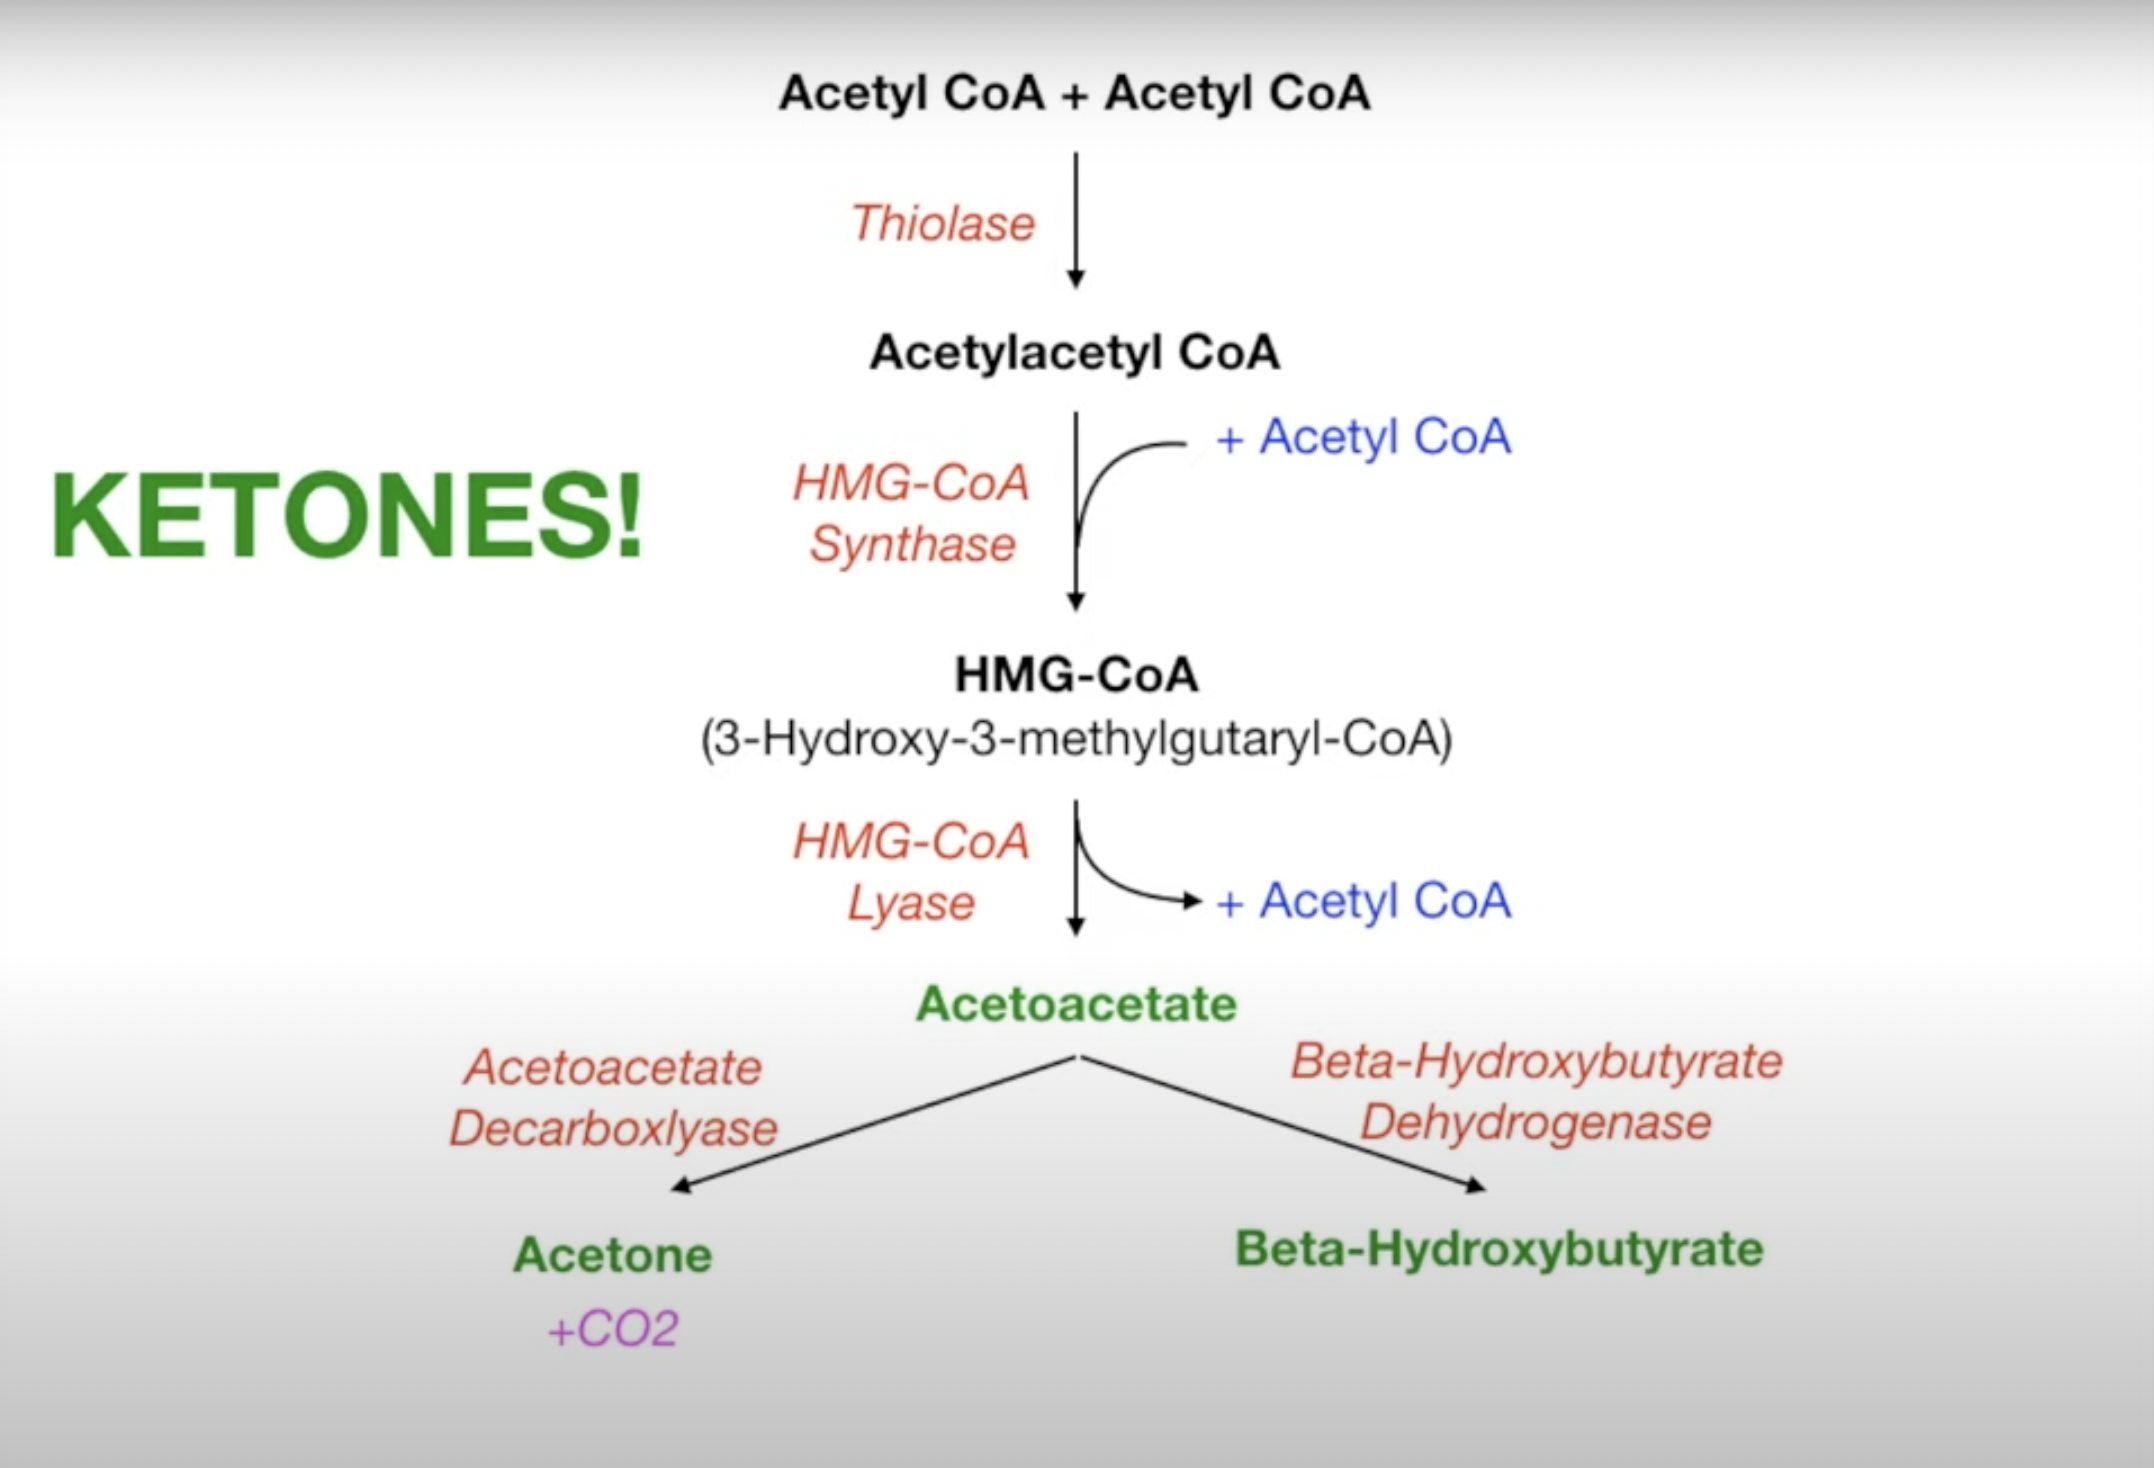 Acetyl CoA + Acetyl CoA
Thiolase
Acetylacetyl CoA
+ Acetyl CoA
KETONES!
HMG-CoA
Synthase
HMG-CoA
(3-Hydroxy-3-methylgutaryl-CoA)
HMG-CoA
Lyase
+ Acetyl CoA
Acetoacetate
Acetoacetate
Decarboxlyase
Beta-Hydroxybutyrate
Dehydrogenase
Acetone
+CO2
Beta-Hydroxybutyrate